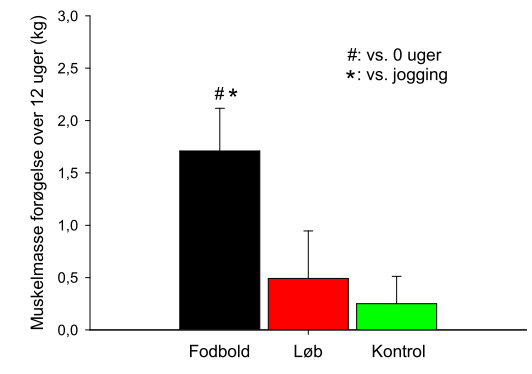 Muskelmasse forøgelse over 12 uger (kg)
3,0
2,5
2,0
1,5
1,0
0,5
0,0
#: vs. 0 uger
*: vs. jogging
# *
Fodbold Løb Kontrol